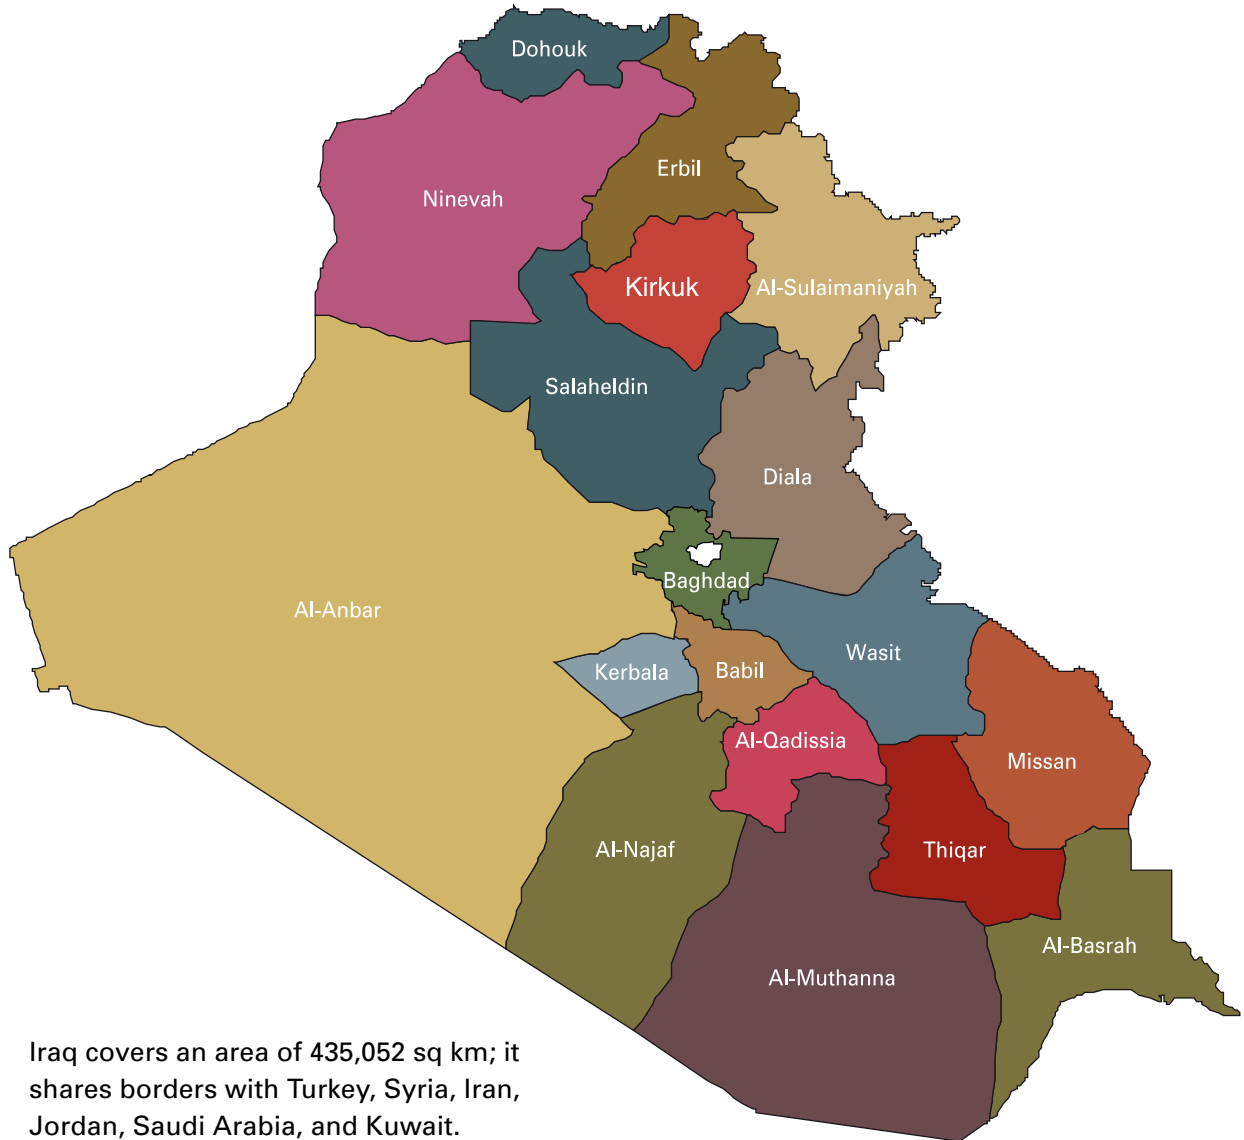 Dohouk
Erbil
Ninevah
Kirkuk
Al-Sulaimaniyah
Salaheldin
Diala
Baghdad
Al-Anbar
Wasit
Kerbala
Babil
Al-Qadissia
Missan
Al-Najaf
Thiqar
Al-Basrah
Al-Muthanna
Iraq covers an area of 435,052 sq km; it
shares borders with Turkey, Syria, Iran,
Jordan, Saudi Arabia, and Kuwait.